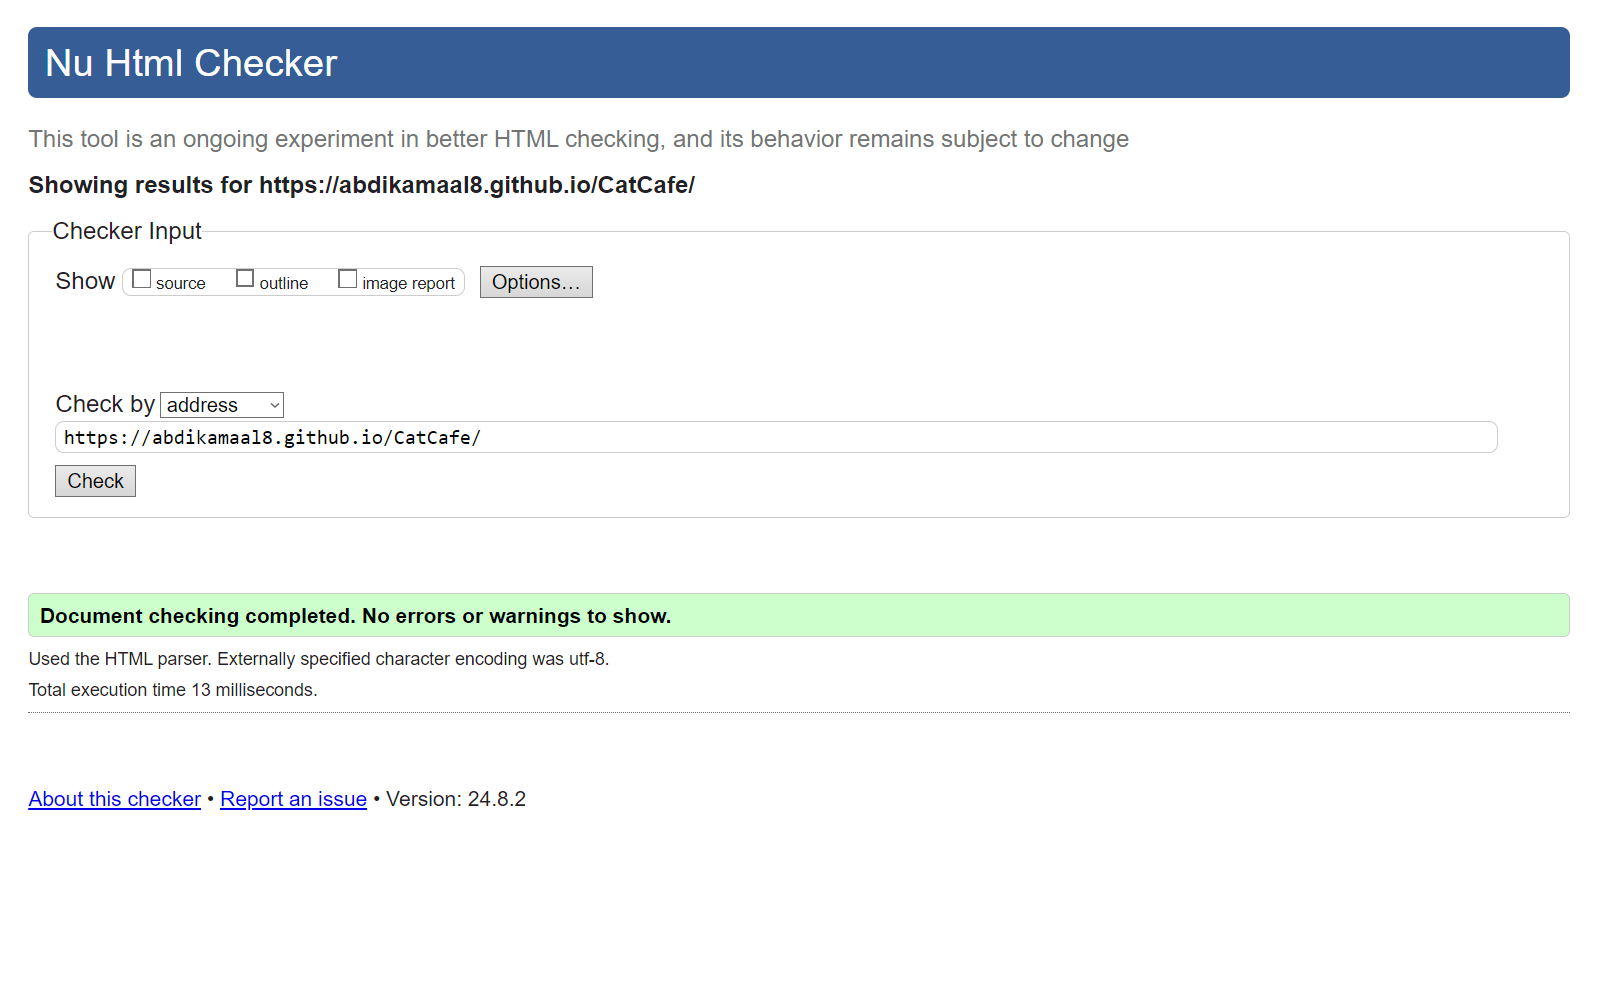 Nu Html Checker
This tool is an ongoing experiment in better HTML checking, and its behavior remains subject to change
Showing results for https://abdikamaal8.github.io/CatCafe/
Checker Input
Show source outline image report Options...
Check by address
https://abdikamaal8.github.io/CatCafe/
Check
Document checking completed. No errors or warnings to show.
Used the HTML parser. Externally specified character encoding was utf-8.
Total execution time 13 milliseconds.
About this checker • Report an issue • Version: 24.8.2